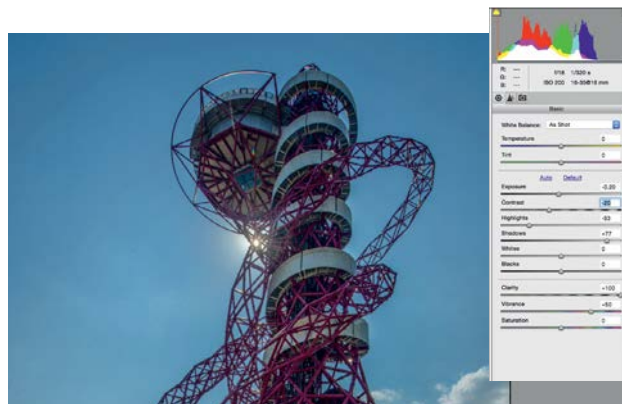 R: ---
G: ---
B: ---
f/16 1/320 s
ISO 200 16-35@16 mm
Basic
White Balance: As Shot
Temperature 0
Tint 0
Auto Default
Exposure -0.20
Contrast -20
Highlights
Shadows +77
Whites 0
Blacks 0
Clarity +100
Vibrance +50
Saturation 0